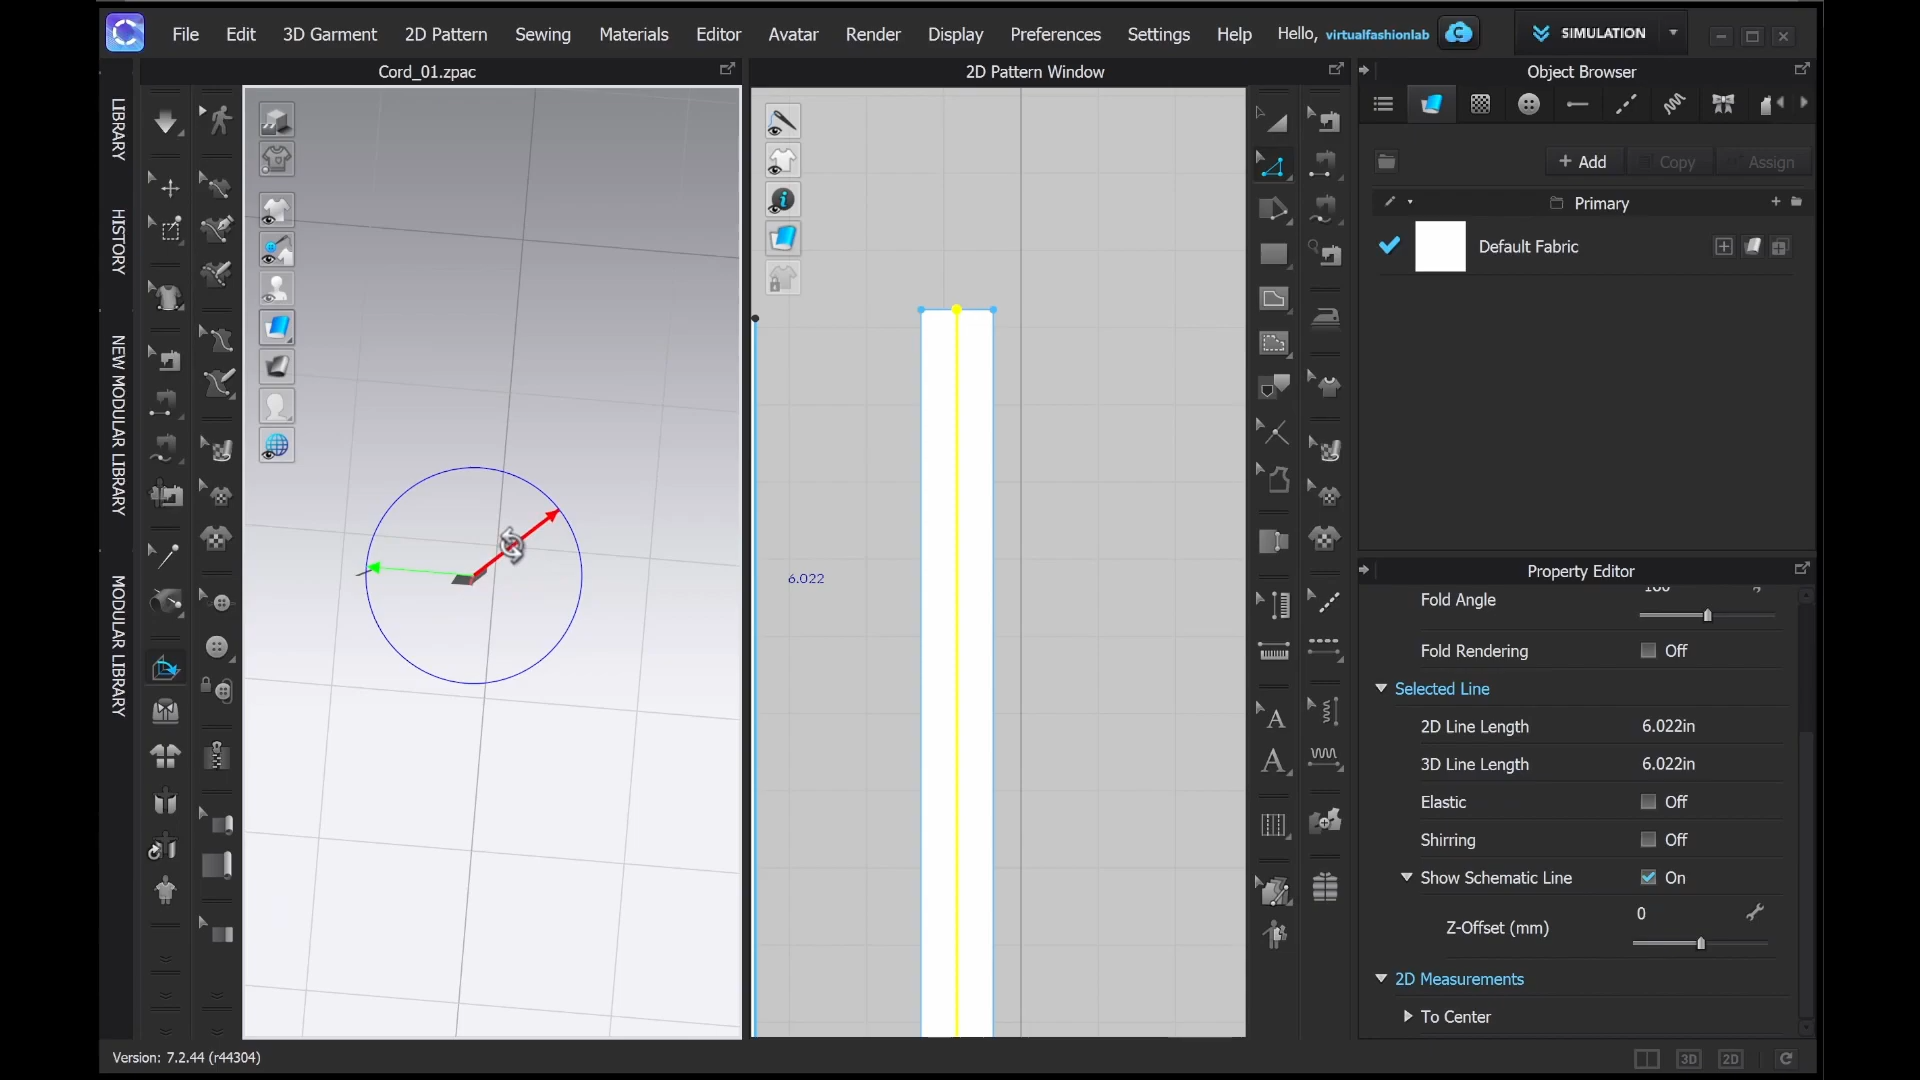 File Edit 3D Garment 2D Pattern Sewing Materials Editor Avatar Render Display Preferences Settings Help Hello, virtualfashionlab SIMULATION
Cord_01.zpac
2D Pattern Window
Object Browser
LIBRARY
HISTORY
NEW MODULAR LIBRARY
MODULAR LIBRARY
+ Add Copy Assign
Primary
Default Fabric
6.022
Property Editor
Fold Angle
Fold Rendering Off
Selected Line
2D Line Length 6.022in
3D Line Length 6.022in
Elastic Off
Shirring Off
Show Schematic Line On
Z-Offset (mm) 0
2D Measurements
To Center
A
A
Version: 7.2.44 (r44304)
3D 2D